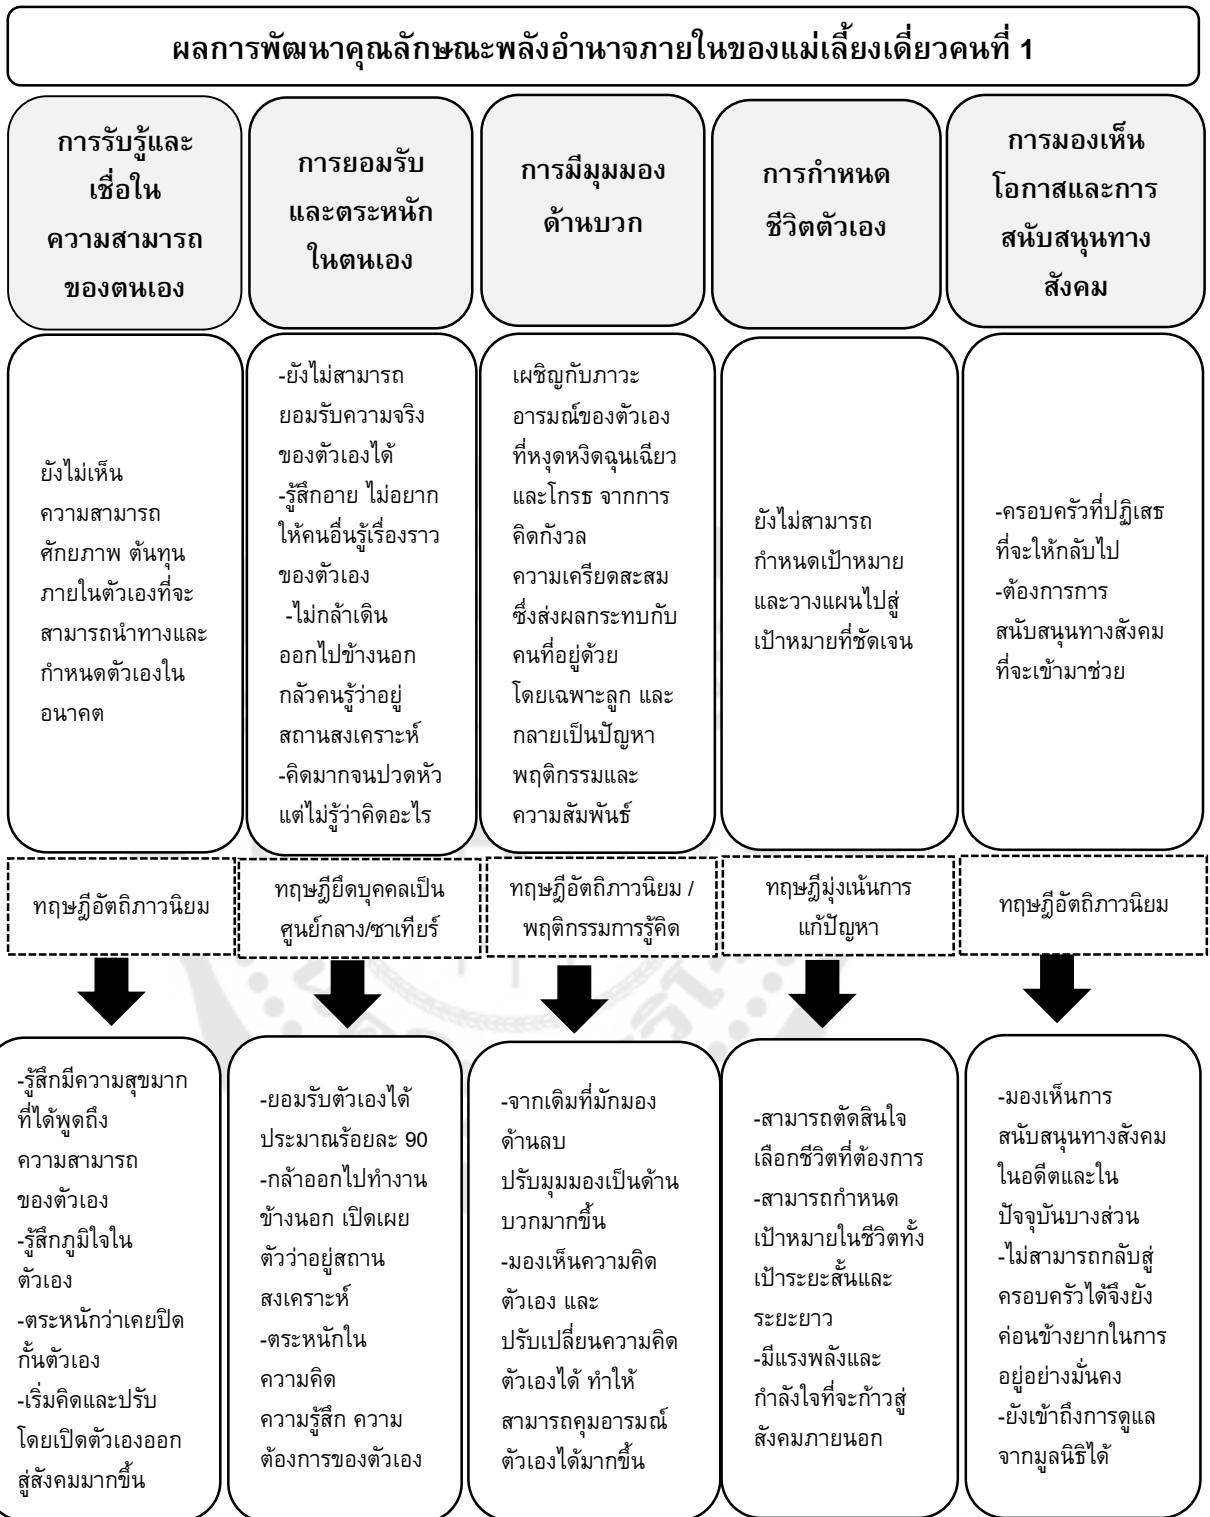 ผลการพัฒนาคุณลักษณะพลังอำนาจภายในของแม่เลี้ยงเดี่ยวคนที่ 1
การรับรู้และ
เชื่อใน
ความสามารถ
ของตนเอง
การยอมรับ
และตระหนัก
ในตนเอง
การมีมุมมอง
ด้านบวก
การกำหนด
ชีวิตตัวเอง
การมองเห็น
โอกาสและการ
สนับสนุนทาง
สังคม
ยังไม่เห็น
ความสามารถ
ศักยภาพ ต้นทุน
ภายในตัวเองที่จะ
สามารถนำทางและ
กำหนดตัวเองใน
อนาคต
-ยังไม่สามารถ
ยอมรับความจริง
ของตัวเองได้
-รู้สึกอาย ไม่อยาก
ให้คนอื่นรู้เรื่องราว
ของตัวเอง
-ไม่กล้าเดิน
ออกไปข้างนอก
กลัวคนรู้ว่าอยู่
สถานสงเคราะห์
-คิดมากจนปวดหัว
แต่ไม่รู้ว่าคิดอะไร
เผชิญกับภาวะ
อารมณ์ของตัวเอง
ที่หงุดหงิดฉุนเฉียว
และโกรธ จากการ
คิดกังวล
ความเครียดสะสม
ซึ่งส่งผลกระทบกับ
คนที่อยู่ด้วย
โดยเฉพาะลูก และ
กลายเป็นปัญหา
พฤติกรรมและ
ความสัมพันธ์
ยังไม่สามารถ
กำหนดเป้าหมาย
และวางแผนไปสู่
เป้าหมายที่ชัดเจน
-ครอบครัวที่ปฏิเสธ
ที่จะให้กลับไป
-ต้องการการ
สนับสนุนทางสังคม
ที่จะเข้ามาช่วย
ทฤษฎีอัตถิภาวนิยม
ทฤษฎียึดบุคคลเป็น
ศูนย์กลาง/ซาเทียร์
ทฤษฎีอัตถิภาวนิยม /
พฤติกรรมการรู้คิด
ทฤษฎีมุ่งเน้นการ
แก้ปัญหา
ทฤษฎีอัตถิภาวนิยม
-รู้สึกมีความสุขมาก
ที่ได้พูดถึง
ความสามารถ
ของตัวเอง
-รู้สึกภูมิใจใน
ตัวเอง
-ตระหนักว่าเคยปิด
กั้นตัวเอง
-เริ่มคิดและปรับ
โดยเปิดตัวเองออก
สู่สังคมมากขึ้น
-ยอมรับตัวเองได้
ประมาณร้อยละ 90
-กล้าออกไปทำงาน
ข้างนอก เปิดเผย
ตัวว่าอยู่สถาน
สงเคราะห์
-ตระหนักใน
ความคิด
ความรู้สึก ความ
ต้องการของตัวเอง
-จากเดิมที่มักมอง
ด้านลบ
ปรับมุมมองเป็นด้าน
บวกมากขึ้น
-มองเห็นความคิด
ตัวเอง และ
ปรับเปลี่ยนความคิด
ตัวเองได้ ทำให้
สามารถคุมอารมณ์
ตัวเองได้มากขึ้น
-สามารถตัดสินใจ
เลือกชีวิตที่ต้องการ
-สามารถกำหนด
เป้าหมายในชีวิตทั้ง
เป้าระยะสั้นและ
ระยะยาว
-มีแรงพลังและ
กำลังใจที่จะก้าวสู่
สังคมภายนอก
-มองเห็นการ
สนับสนุนทางสังคม
ในอดีตและใน
ปัจจุบันบางส่วน
-ไม่สามารถกลับสู่
ครอบครัวได้จึงยัง
ค่อนข้างยากในการ
อยู่อย่างมั่นคง
-ยังเข้าถึงการดูแล
จากมูลนิธิได้